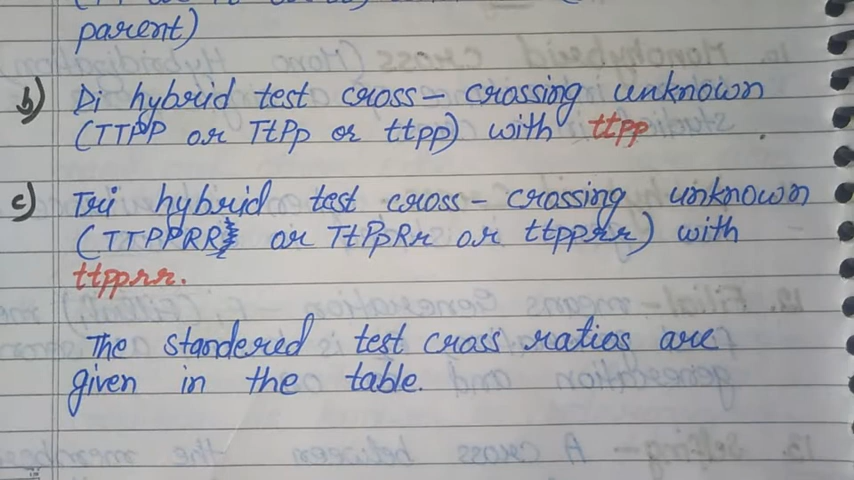 parent)
b) Di hybrid test cross - crossing unknown
(TTPP or TtPp or ttpp) with ttpp
c) Tri hybrid test cross - crossing unknown
(TTPPRR or TtPpRr or ttpprr) with
ttpprr.
The standered test cross ratios are
given in the table.